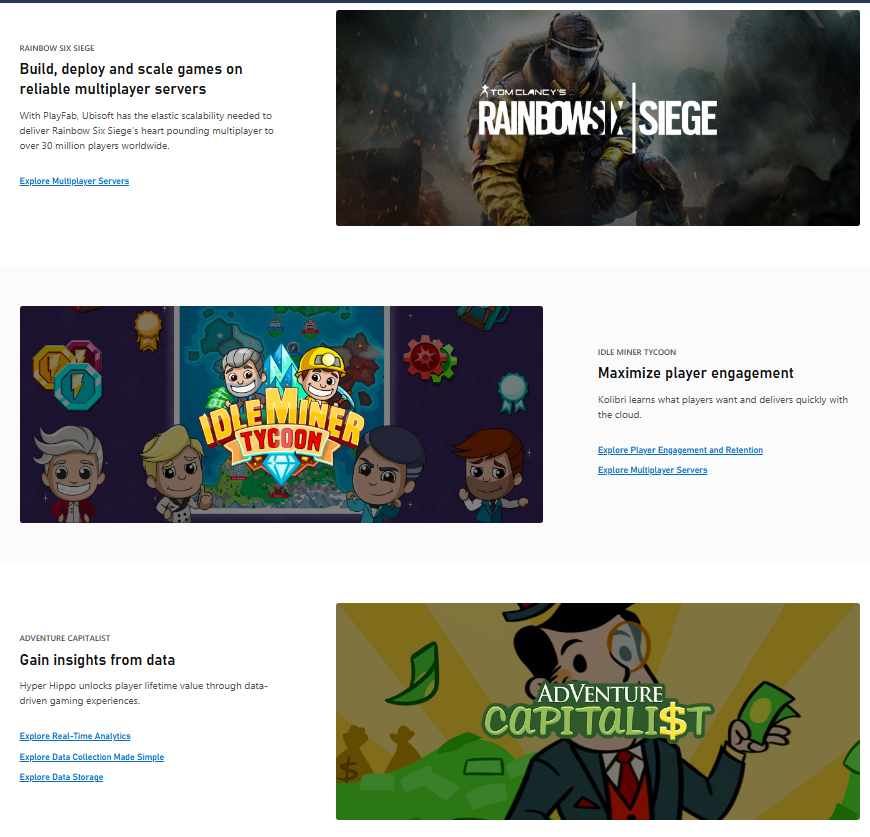 RAINBOW SIX SIEGE
Build, deploy and scale games on
reliable multiplayer servers
With PlayFab, Ubisoft has the elastic scalability needed to
deliver Rainbow Six Siege's heart pounding multiplayer to
over 30 million players worldwide.
Explore Multiplayer Servers
TOM CLANCY'S
RAINBOWSIX SIEGE
IDLE MINER
TYCOON
IDLE MINER TYCOON
Maximize player engagement
Kolibri learns what players want and delivers quickly with
the cloud.
Explore Player Engagement and Retention
Explore Multiplayer Servers
ADVENTURE CAPITALIST
Gain insights from data
Hyper Hippo unlocks player lifetime value through data-
driven gaming experiences.
Explore Real-Time Analytics
Explore Data Collection Made Simple
Explore Data Storage
ADVENTURE
CAPITALI$T
$